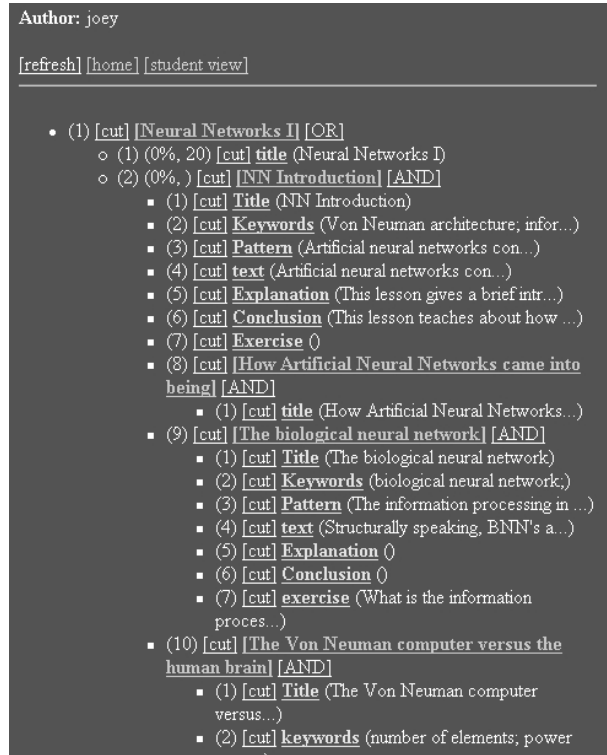 Author: joey
[refresh] [home] [student view]
• (1) [cut] [Neural Networks I] [OR]
○ (1) (0%, 20) [cut] title (Neural Networks I)
○ (2) (0%, ) [cut] [NN Introduction] [AND]
▪ (1) [cut] Title (NN Introduction)
▪ (2) [cut] Keywords (Von Neuman architecture; infor...)
▪ (3) [cut] Pattern (Artificial neural networks con...)
▪ (4) [cut] text (Artificial neural networks con...)
▪ (5) [cut] Explanation (This lesson gives a brief intr...)
▪ (6) [cut] Conclusion (This lesson teaches about how ...)
▪ (7) [cut] Exercise ()
▪ (8) [cut] [How Artificial Neural Networks came into
being] [AND]
▪ (1) [cut] title (How Artificial Neural Networks...)
▪ (9) [cut] [The biological neural network] [AND]
▪ (1) [cut] Title (The biological neural network)
▪ (2) [cut] Keywords (biological neural network;)
▪ (3) [cut] Pattern (The information processing in ...)
▪ (4) [cut] text (Structurally speaking, BNN's a...)
▪ (5) [cut] Explanation ()
▪ (6) [cut] Conclusion ()
▪ (7) [cut] exercise (What is the information
proces...)
▪ (10) [cut] [The Von Neuman computer versus the
human brain] [AND]
▪ (1) [cut] Title (The Von Neuman computer
versus...)
▪ (2) [cut] keywords (number of elements; power